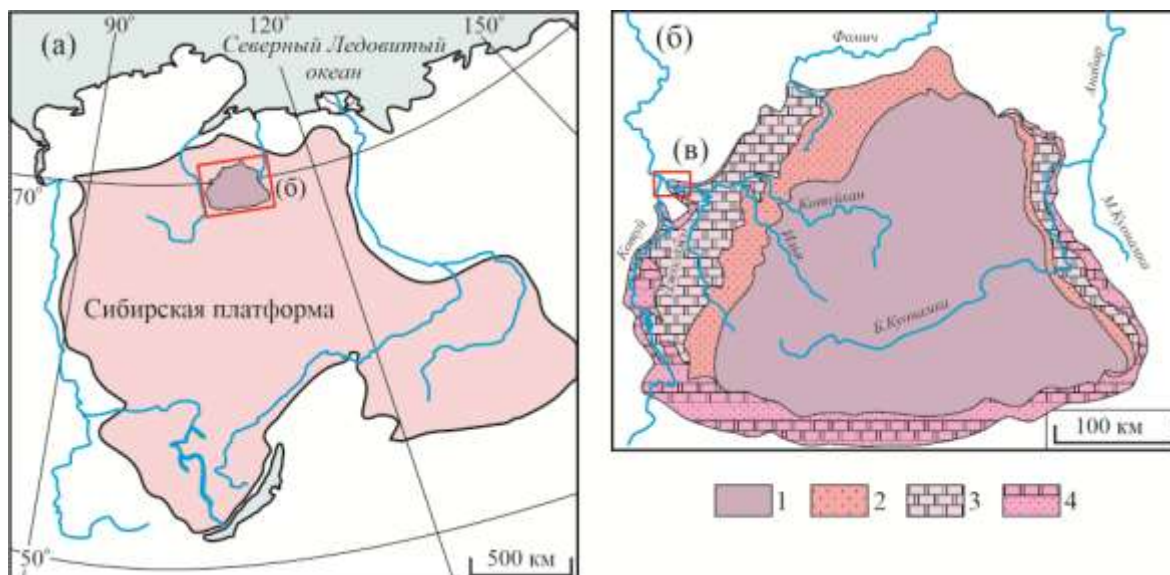 (а)
90°
120°
150°
Северный Ледовитый
океан
70°
(б)
Сибирская платформа
50°
500 км
(б)
Фомич
Анабар
(в)
Котуйкан
Котуй
Илья
М.Куонамка
Б.Куонамка
100 км
1
2
3
4